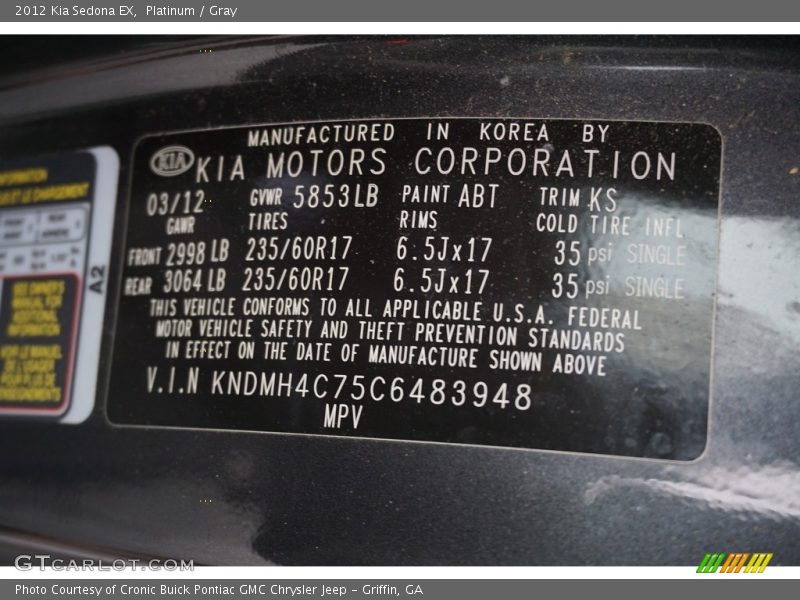 2012 Kia Sedona EX, Platinum / Gray
MANUFACTURED IN KOREA BY
KIA KIA MOTORS CORPORATION
03/12 GVWR 5853LB PAINT ABT TRIM KS
GAWR TIRES RIMS COLD TIRE INFL
FRONT 2998 LB 235/60R17 6.5Jx17 35 psi SINGLE
REAR 3064 LB 235/60R17 6.5Jx17 35 psi SINGLE
THIS VEHICLE CONFORMS TO ALL APPLICABLE U.S.A. FEDERAL
MOTOR VEHICLE SAFETY AND THEFT PREVENTION STANDARDS
IN EFFECT ON THE DATE OF MANUFACTURE SHOWN ABOVE
V.I.N KNDMH4C75C6483948
MPV
A2
GTCARLOT.COM
Photo Courtesy of Cronic Buick Pontiac GMC Chrysler Jeep - Griffin, GA